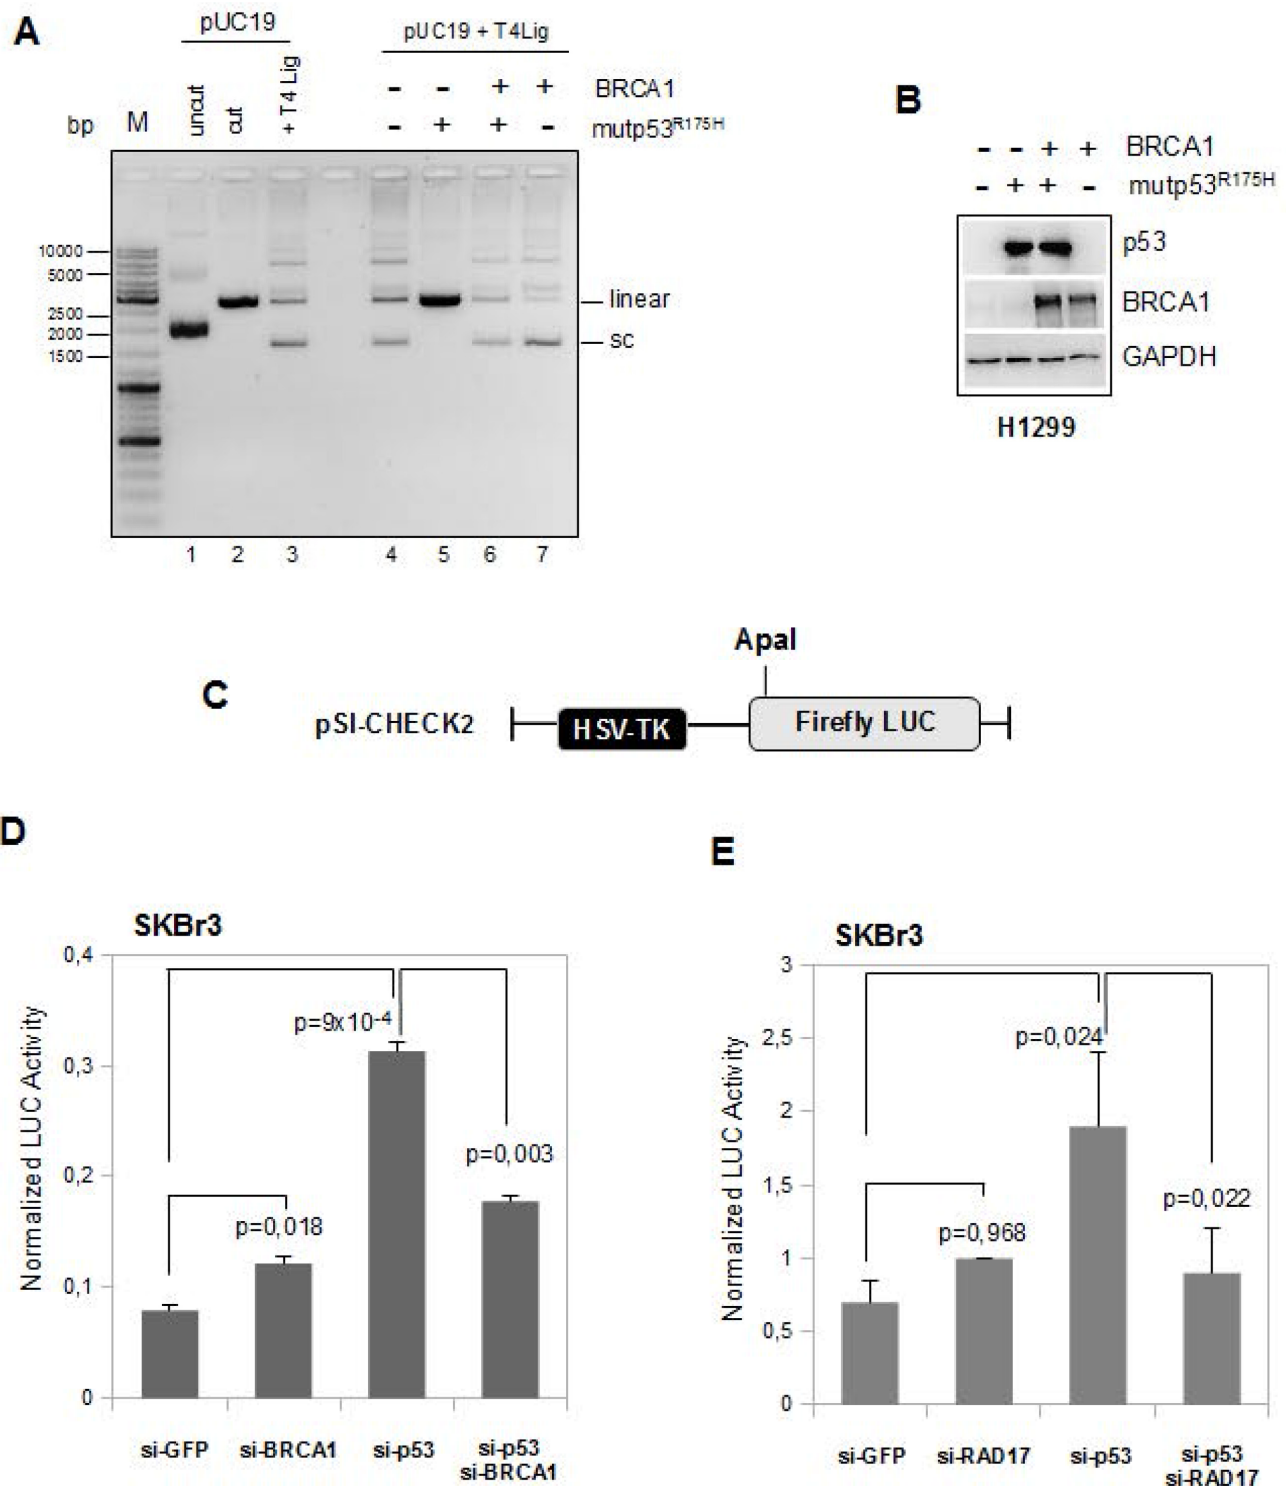 A
pUC19
pUC19 + T4Lig
uncut
cut
+ T4 Lig
- - + + BRCA1
- + + - mutp53R175H
bp M
10000
5000
2500
2000
1500
linear
sc
1 2 3 4 5 6 7
B
- - + + BRCA1
- + + - mutp53R175H
p53
BRCA1
GAPDH
H1299
C
ApaI
pSI-CHECK2
HSV-TK
Firefly LUC
D
SKBr3
Normalized LUC Activity
0,4
0,3
0,2
0,1
0
p=9x10-4
p=0,003
p=0,018
si-GFP
si-BRCA1
si-p53
si-p53
si-BRCA1
E
SKBr3
Normalized LUC Activity
3
2,5
2
1,5
1
0,5
0
p=0,024
p=0,022
p=0,968
si-GFP
si-RAD17
si-p53
si-p53
si-RAD17